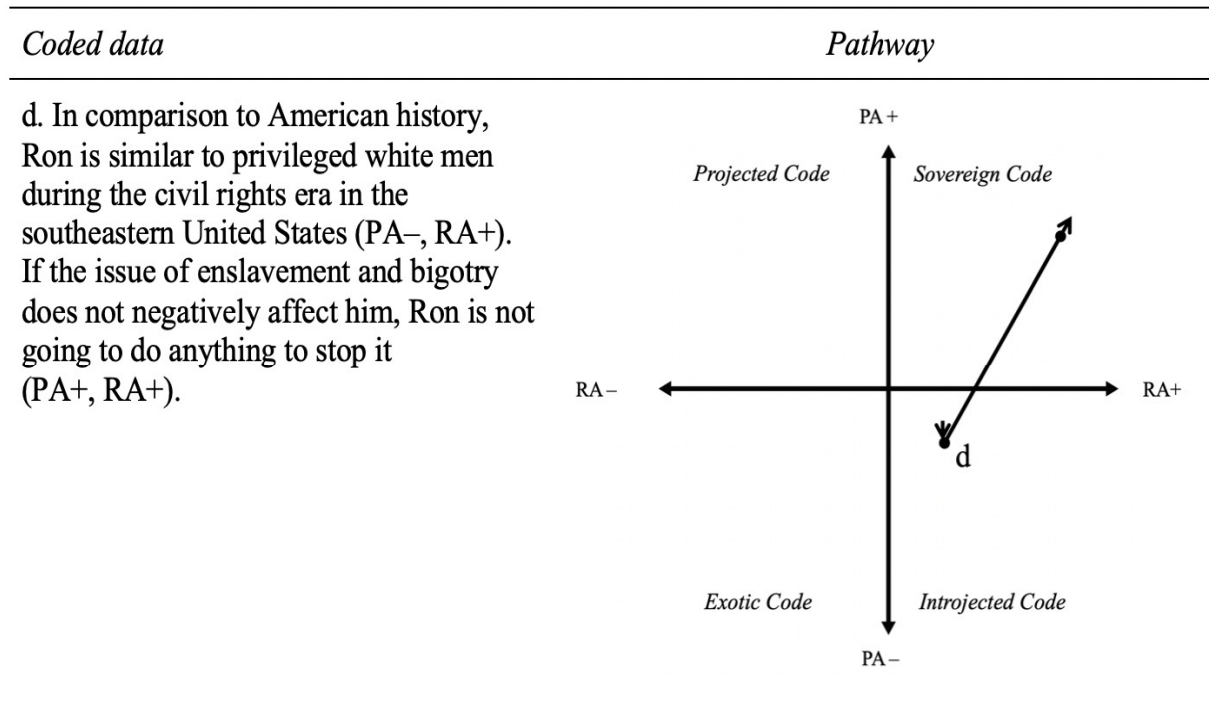 Coded data
Pathway
d. In comparison to American history,
Ron is similar to privileged white men
during the civil rights era in the
southeastern United States (PA–, RA+).
If the issue of enslavement and bigotry
does not negatively affect him, Ron is not
going to do anything to stop it
(PA+, RA+).
PA+
Projected Code
Sovereign Code
RA–
RA+
d
Exotic Code
Introjected Code
PA–